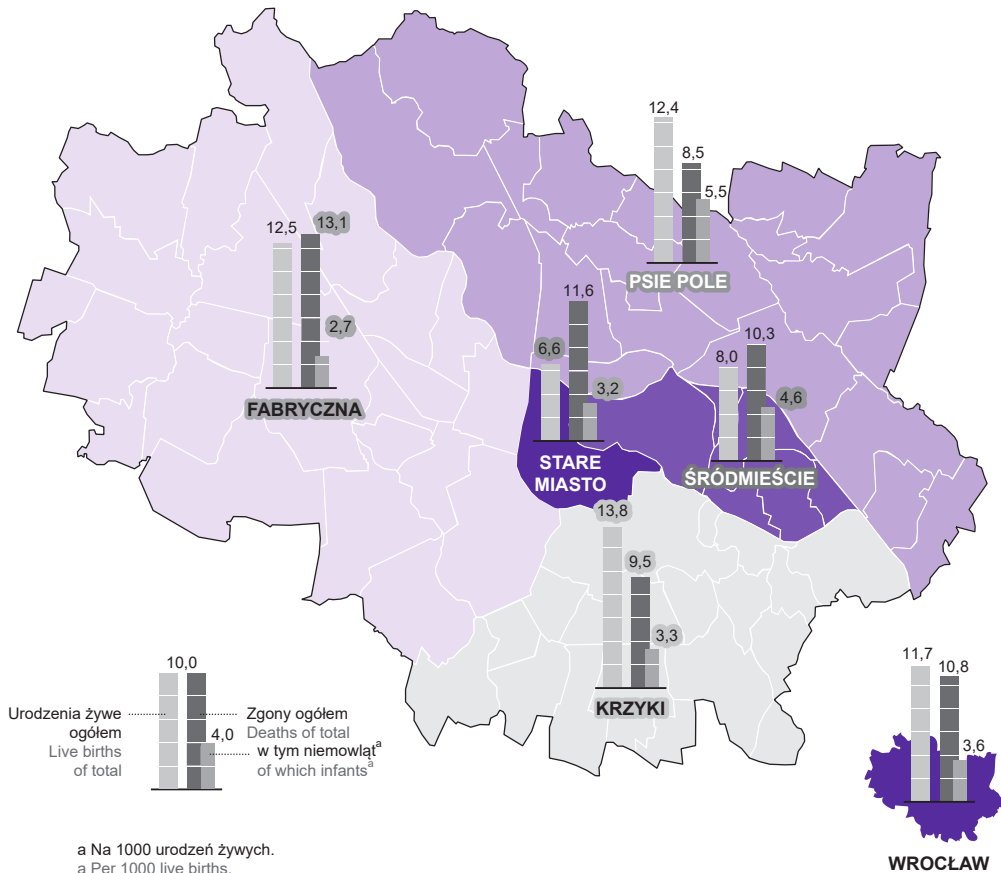 12,4
8,5
5,5
PSIE POLE
12,5
13,1
2,7
FABRYCZNA
6,6
11,6
3,2
STARE
MIASTO
8,0
10,3
4,6
ŚRÓDMIEŚCIE
13,8
9,5
3,3
KRZYKI
10,0
4,0
Urodzenia żywe
ogółem
Live births
of total
Zgony ogółem
Deaths of total
w tym niemowląt a
of which infants a
11,7
10,8
3,6
WROCŁAW
a Na 1000 urodzeń żywych.
a Per 1000 live births.